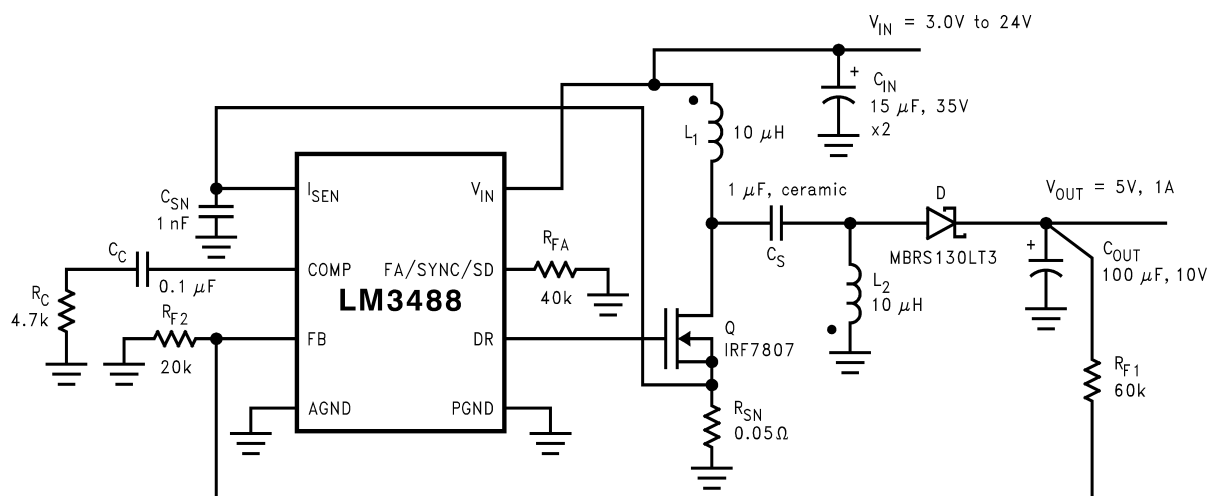 V_IN = 3.0V to 24V
+
C_IN
15 μF, 35V
x2
L_1
10 μH
I_SEN
V_IN
C_SN
1 nF
1 μF, ceramic
C_S
D
MBRS130LT3
V_OUT = 5V, 1A
+
C_OUT
100 μF, 10V
C_C
0.1 μF
COMP
FA/SYNC/SD
R_FA
40k
LM3488
R_C
4.7k
R_F2
20k
FB
DR
Q
IRF7807
L_2
10 μH
R_F1
60k
AGND
PGND
R_SN
0.05Ω